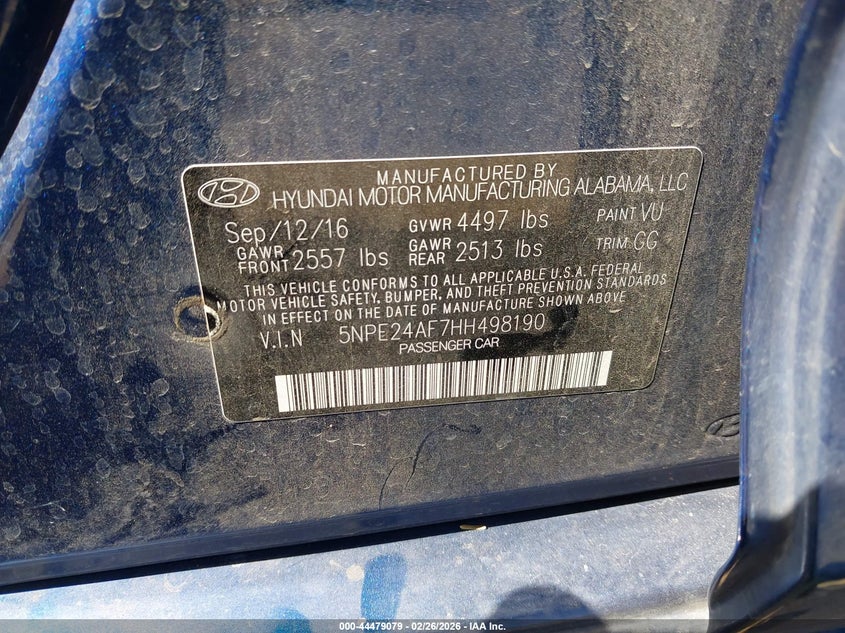 MANUFACTURED BY
HYUNDAI MOTOR MANUFACTURING ALABAMA, LLC
Sep/12/16 GVWR 4497 lbs PAINT VU
GAWR FRONT 2557 lbs GAWR REAR 2513 lbs TRIM GG
THIS VEHICLE CONFORMS TO ALL APPLICABLE U.S.A. FEDERAL
MOTOR VEHICLE SAFETY, BUMPER, AND THEFT PREVENTION STANDARDS
IN EFFECT ON THE DATE OF MANUFACTURE SHOWN ABOVE
V.I.N 5NPE24AF7HH498190
PASSENGER CAR
000-44479079 - 02/26/2026 - IAA Inc.